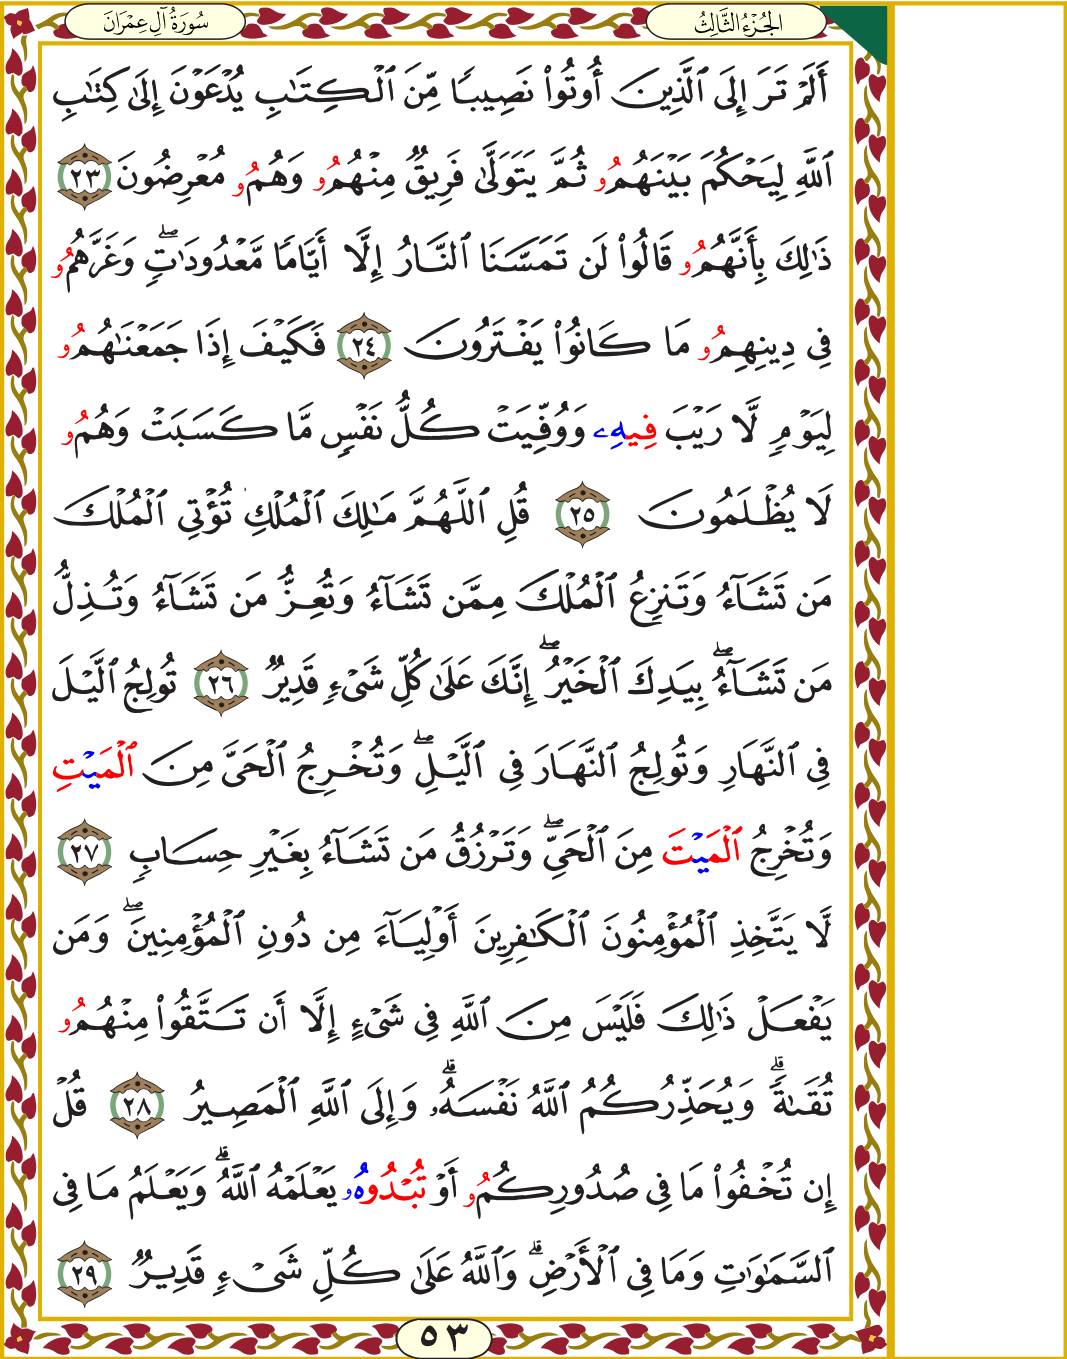 سُورَةُ آلِ عِمْرَانَ
الجُزْءُ الثَّالِثُ
أَلَمْ تَرَ إِلَى ٱلَّذِينَ أُوتُواْ نَصِيبًا مِّنَ ٱلْكِتَٰبِ يُدْعَوْنَ إِلَىٰ كِتَٰبِ
ٱللَّهِ لِيَحْكُمَ بَيْنَهُمُۥ ثُمَّ يَتَوَلَّىٰ فَرِيقٌ مِنْهُمُۥ وَهُمُۥ مُعْرِضُونَ ٢٣
ذَٰلِكَ بِأَنَّهُمُۥ قَالُواْ لَن تَمَسَّنَا ٱلنَّارُ إِلَّا أَيَّامًا مَّعْدُودَٰتٍۖ وَغَرَّهُمُۥ
فِي دِينِهِمُۥ مَا كَانُواْ يَفْتَرُونَ ٢٤ فَكَيْفَ إِذَا جَمَعْنَٰهُمُۥ
لِيَوْمٍ لَّا رَيْبَ فِيهِۦ وَوُفِّيَتْ كُلُّ نَفْسٍ مَّا كَسَبَتْ وَهُمُۥ
لَا يُظْلَمُونَ ٢٥ قُلِ ٱللَّهُمَّ مَٰلِكَ ٱلْمُلْكِ تُؤْتِي ٱلْمُلْكَ
مَن تَشَآءُ وَتَنزِعُ ٱلْمُلْكَ مِمَّن تَشَآءُ وَتُعِزُّ مَن تَشَآءُ وَتُذِلُّ
مَن تَشَآءُۖ بِيَدِكَ ٱلْخَيْرُۖ إِنَّكَ عَلَىٰ كُلِّ شَىْءٍ قَدِيرٌ ٢٦ تُولِجُ ٱلَّيْلَ
فِي ٱلنَّهَارِ وَتُولِجُ ٱلنَّهَارَ فِي ٱلَّيْلِۖ وَتُخْرِجُ ٱلْحَىَّ مِنَ ٱلْمَيْتِ
وَتُخْرِجُ ٱلْمَيْتَ مِنَ ٱلْحَىِّۖ وَتَرْزُقُ مَن تَشَآءُ بِغَيْرِ حِسَابٍ ٢٧
لَّا يَتَّخِذِ ٱلْمُؤْمِنُونَ ٱلْكَٰفِرِينَ أَوْلِيَآءَ مِن دُونِ ٱلْمُؤْمِنِينَۖ وَمَن
يَفْعَلْ ذَٰلِكَ فَلَيْسَ مِنَ ٱللَّهِ فِي شَىْءٍ إِلَّا أَن تَتَّقُواْ مِنْهُمُۥ
تُقَىٰةًۗ وَيُحَذِّرُكُمُ ٱللَّهُ نَفْسَهُۥۗ وَإِلَى ٱللَّهِ ٱلْمَصِيرُ ٢٨ قُلْ
إِن تُخْفُواْ مَا فِي صُدُورِكُمُۥ أَوْ تُبْدُوهُۥ يَعْلَمْهُ ٱللَّهُۗ وَيَعْلَمُ مَا فِي
ٱلسَّمَٰوَٰتِ وَمَا فِي ٱلْأَرْضِۗ وَٱللَّهُ عَلَىٰ كُلِّ شَىْءٍ قَدِيرٌ ٢٩
٥٣